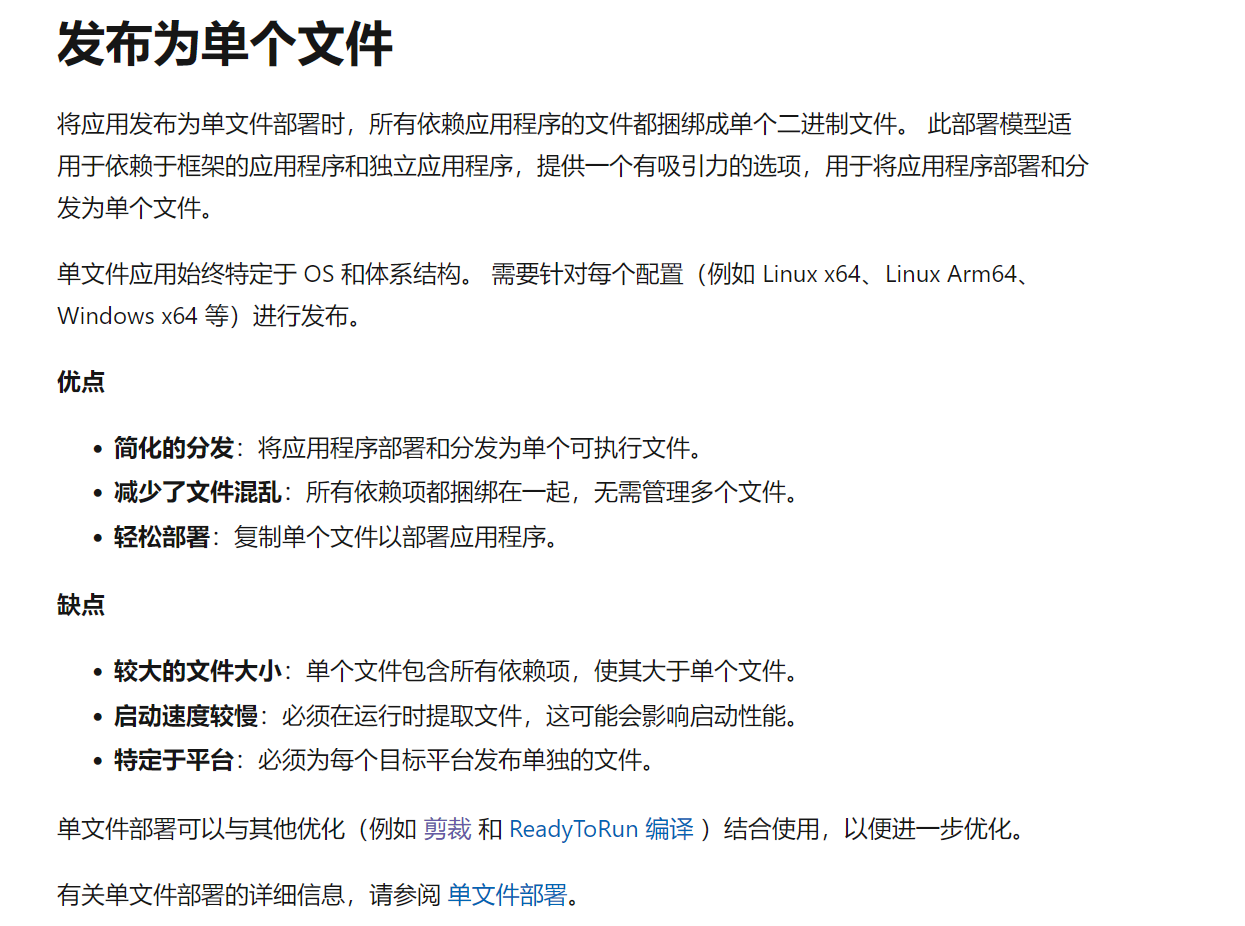 发布为单个文件
将应用发布为单文件部署时，所有依赖应用程序的文件都捆绑成单个二进制文件。 此部署模型适
用于依赖于框架的应用程序和独立应用程序，提供一个有吸引力的选项，用于将应用程序部署和分
发为单个文件。
单文件应用始终特定于 OS 和体系结构。 需要针对每个配置（例如 Linux x64、Linux Arm64、
Windows x64 等）进行发布。
优点
• 简化的分发：将应用程序部署和分发为单个可执行文件。
• 减少了文件混乱：所有依赖项都捆绑在一起，无需管理多个文件。
• 轻松部署：复制单个文件以部署应用程序。
缺点
• 较大的文件大小：单个文件包含所有依赖项，使其大于单个文件。
• 启动速度较慢：必须在运行时提取文件，这可能会影响启动性能。
• 特定于平台：必须为每个目标平台发布单独的文件。
单文件部署可以与其他优化（例如 剪裁 和 ReadyToRun 编译 ）结合使用，以便进一步优化。
有关单文件部署的详细信息，请参阅 单文件部署。